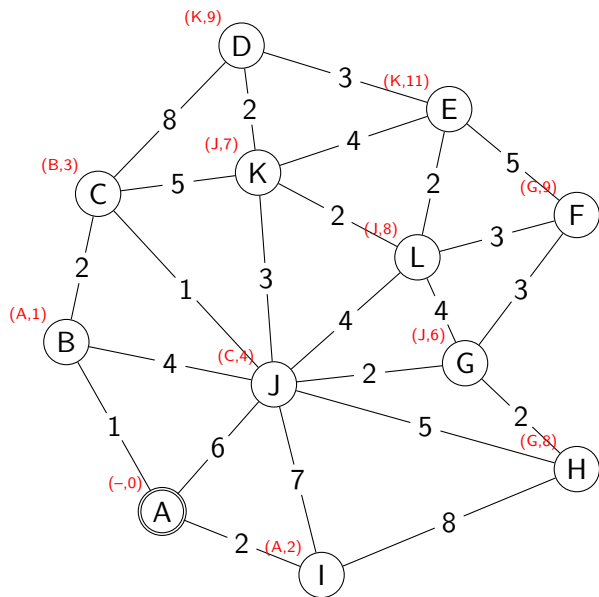 (K,9)
D
3
(K,11)
E
8
2
4
5
(J,7)
K
(B,3)
C
5
2
2
(G,9)
F
(J,8)
L
3
2
1
3
4
4
3
(A,1)
B
4
(C,4)
J
2
(J,6)
G
1
6
7
5
2
(G,8)
H
(–,0)
A
2
(A,2)
I
8